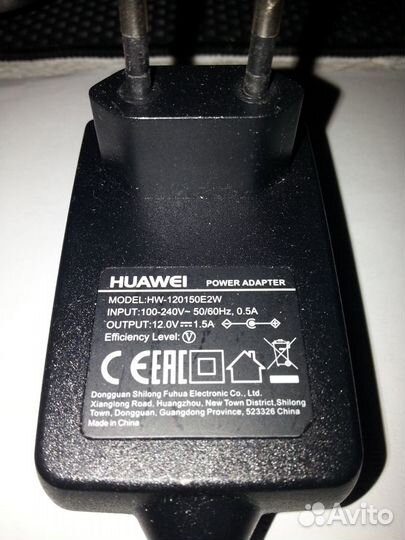 HUAWEI POWER ADAPTER
MODEL:HW-120150E2W
INPUT:100-240V~ 50/60Hz, 0.5A
OUTPUT:12.0V⎓1.5A
Efficiency Level: Ⓥ
CE EAC
Dongguan Shilong Fuhua Electronic Co., Ltd.
Xianglong Road, Huangzhou, New Town District,Shilong
Town, Dongguan, Guangdong Province, 523326 China
Made in China
Avito